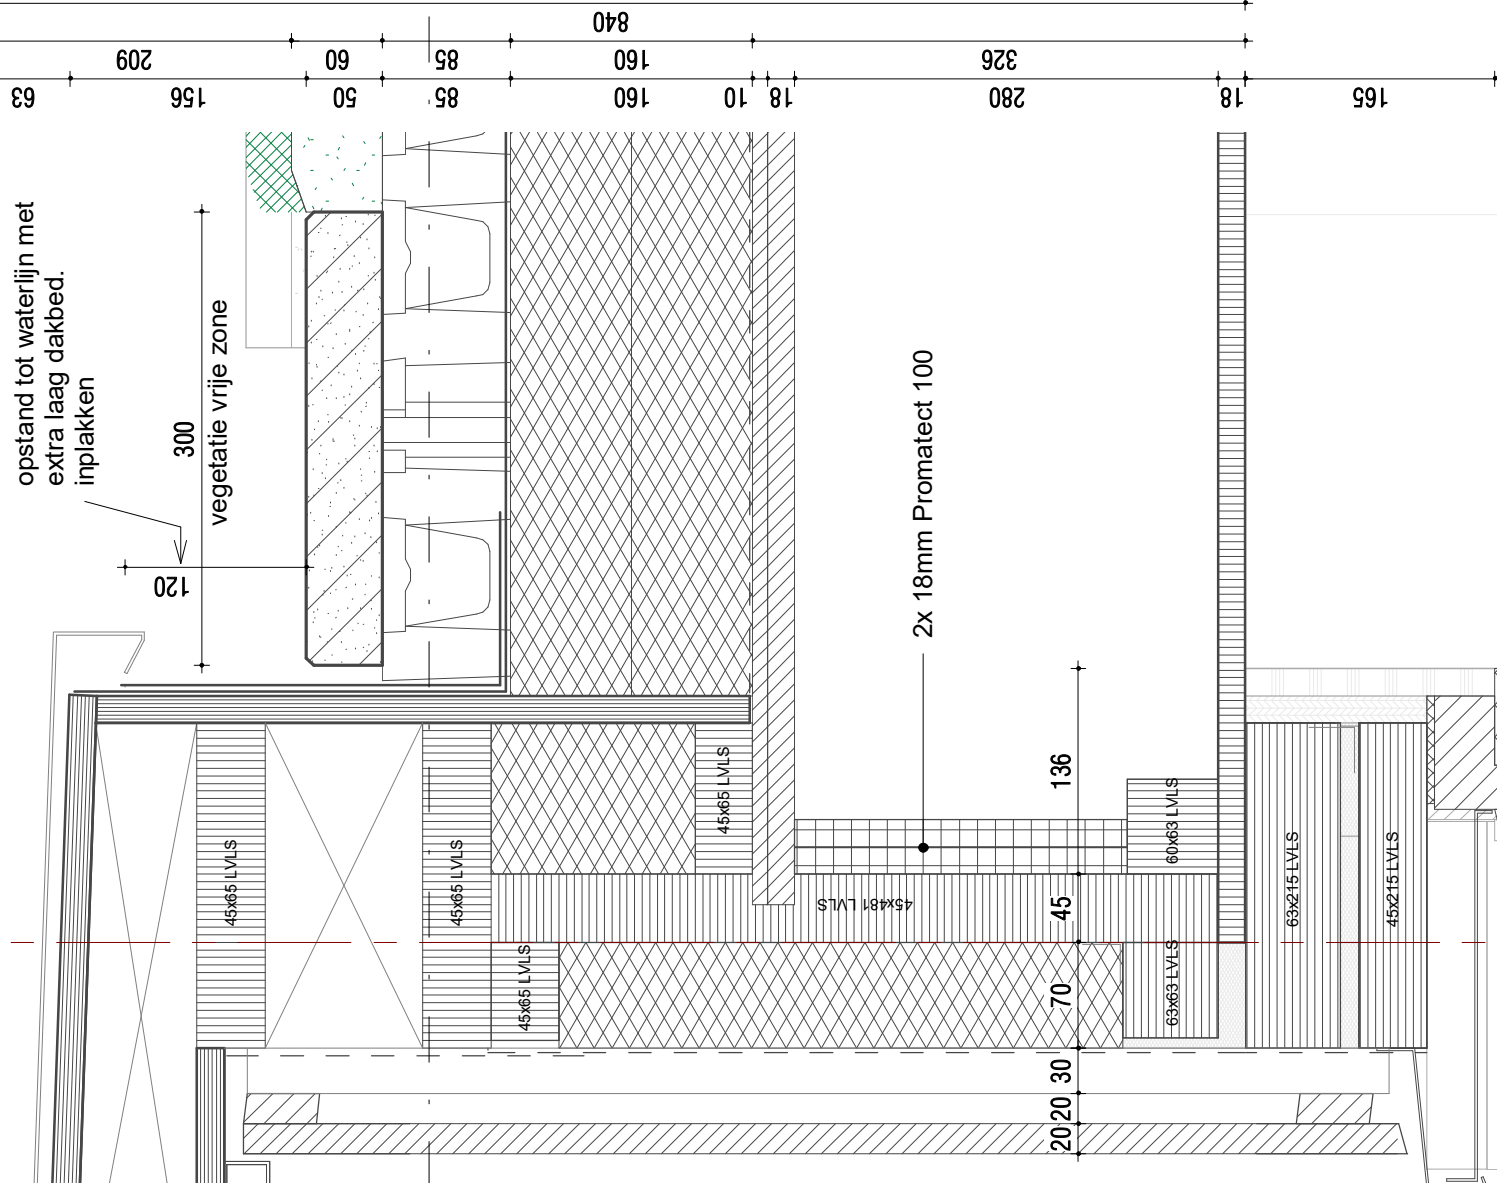 840
209
60
85
160
326
63
156
50
85
160
10
18
280
18
165
opstand tot waterlijn met
extra laag dakbed.
inplakken
300
vegetatie vrije zone
120
2x 18mm Promatect 100
136
45
70
30
20
20
45x65 LVLS
45x65 LVLS
45x65 LVLS
45x65 LVLS
45x481 LVLS
60x63 LVLS
63x63 LVLS
63x215 LVLS
45x215 LVLS